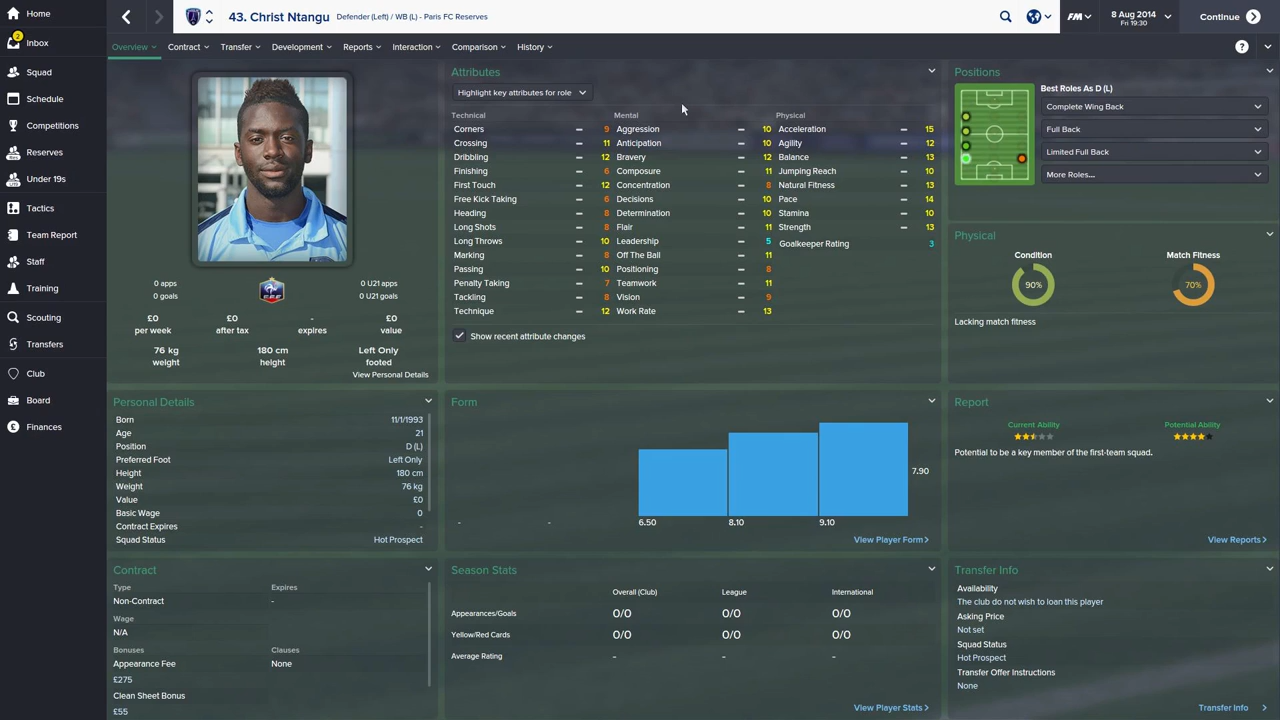 Home
43. Christ Ntangu
Defender (Left) / WB (L) - Paris FC Reserves
FM
8 Aug 2014
Fri 19:30
Continue
2
Inbox
Squad
Schedule
Competitions
Reserves
Under 19s
Tactics
Team Report
Staff
Training
Scouting
Transfers
Club
Board
Finances
Overview
Contract
Transfer
Development
Reports
Interaction
Comparison
History
?
0 apps
0 goals
0 U21 apps
0 U21 goals
£0
per week
£0
after tax
-
expires
£0
value
76 kg
weight
180 cm
height
Left Only
footed
View Personal Details
Attributes
Highlight key attributes for role
Technical Mental Physical
Corners - 9 Aggression - 10 Acceleration - 15
Crossing - 11 Anticipation - 10 Agility - 12
Dribbling - 12 Bravery - 12 Balance - 13
Finishing - 6 Composure - 11 Jumping Reach - 10
First Touch - 12 Concentration - 8 Natural Fitness - 13
Free Kick Taking - 6 Decisions - 10 Pace - 14
Heading - 8 Determination - 10 Stamina - 10
Long Shots - 8 Flair - 11 Strength - 13
Long Throws - 10 Leadership - 5 Goalkeeper Rating 3
Marking - 8 Off The Ball - 11
Passing - 10 Positioning - 8
Penalty Taking - 7 Teamwork - 11
Tackling - 8 Vision - 9
Technique - 12 Work Rate - 13
Show recent attribute changes
Positions
Best Roles As D (L)
Complete Wing Back
Full Back
Limited Full Back
More Roles...
Physical
Condition
90%
Match Fitness
70%
Lacking match fitness
Personal Details
Born 11/1/1993
Age 21
Position D (L)
Preferred Foot Left Only
Height 180 cm
Weight 76 kg
Value £0
Basic Wage 0
Contract Expires -
Squad Status Hot Prospect
Form
7.90
- - 6.50 8.10 9.10
View Player Form
Report
Current Ability
Potential Ability
Potential to be a key member of the first-team squad.
View Reports
Contract
Type Expires
Non-Contract -
Wage
N/A
Bonuses Clauses
Appearance Fee None
£275
Clean Sheet Bonus
£55
Season Stats
Overall (Club) League International
Appearances/Goals 0/0 0/0 0/0
Yellow/Red Cards 0/0 0/0 0/0
Average Rating - - -
View Player Stats
Transfer Info
Availability
The club do not wish to loan this player
Asking Price
Not set
Squad Status
Hot Prospect
Transfer Offer Instructions
None
Transfer Info